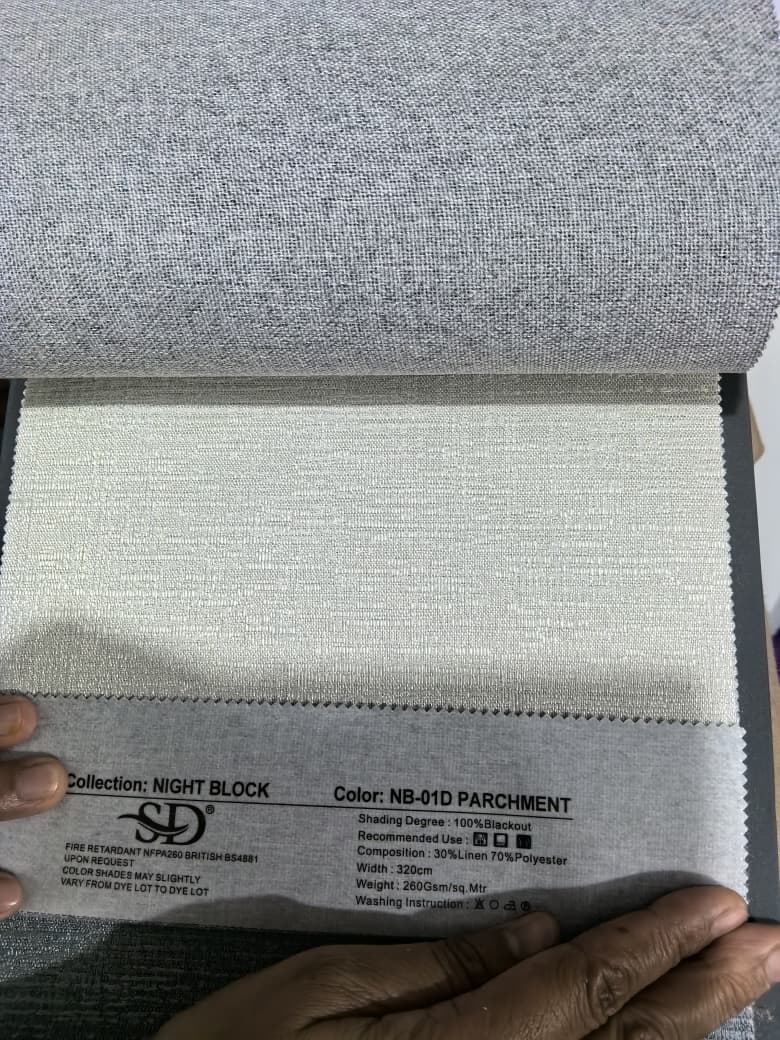 Collection: NIGHT BLOCK
SD®
FIRE RETARDANT NFPA260 BRITISH BS4881
UPON REQUEST
COLOR SHADES MAY SLIGHTLY
VARY FROM DYE LOT TO DYE LOT
Color: NB-01D PARCHMENT
Shading Degree : 100%Blackout
Recommended Use :
Composition : 30%Linen 70%Polyester
Width : 320cm
Weight : 260Gsm/sq.Mtr
Washing Instruction :